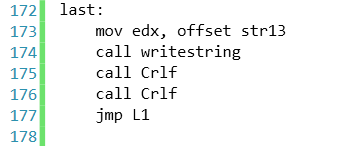 172 last:
173     mov edx, offset str13
174     call writestring
175     call Crlf
176     call Crlf
177     jmp L1
178